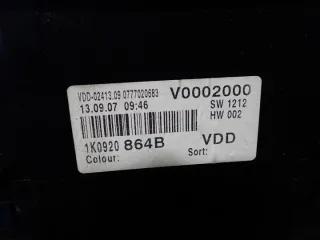 VDD-02413.09 0777020683 V0002000
13.09.07 09:46 SW 1212
HW 002
1K0920 864B VDD
Colour: Sort: